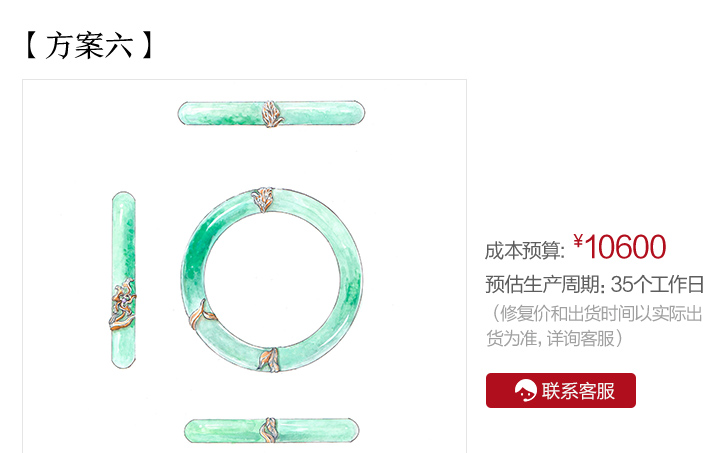 【方案六】
成本预算: ¥10600
预估生产周期: 35个工作日
（修复价和出货时间以实际出
货为准, 详询客服）
联系客服